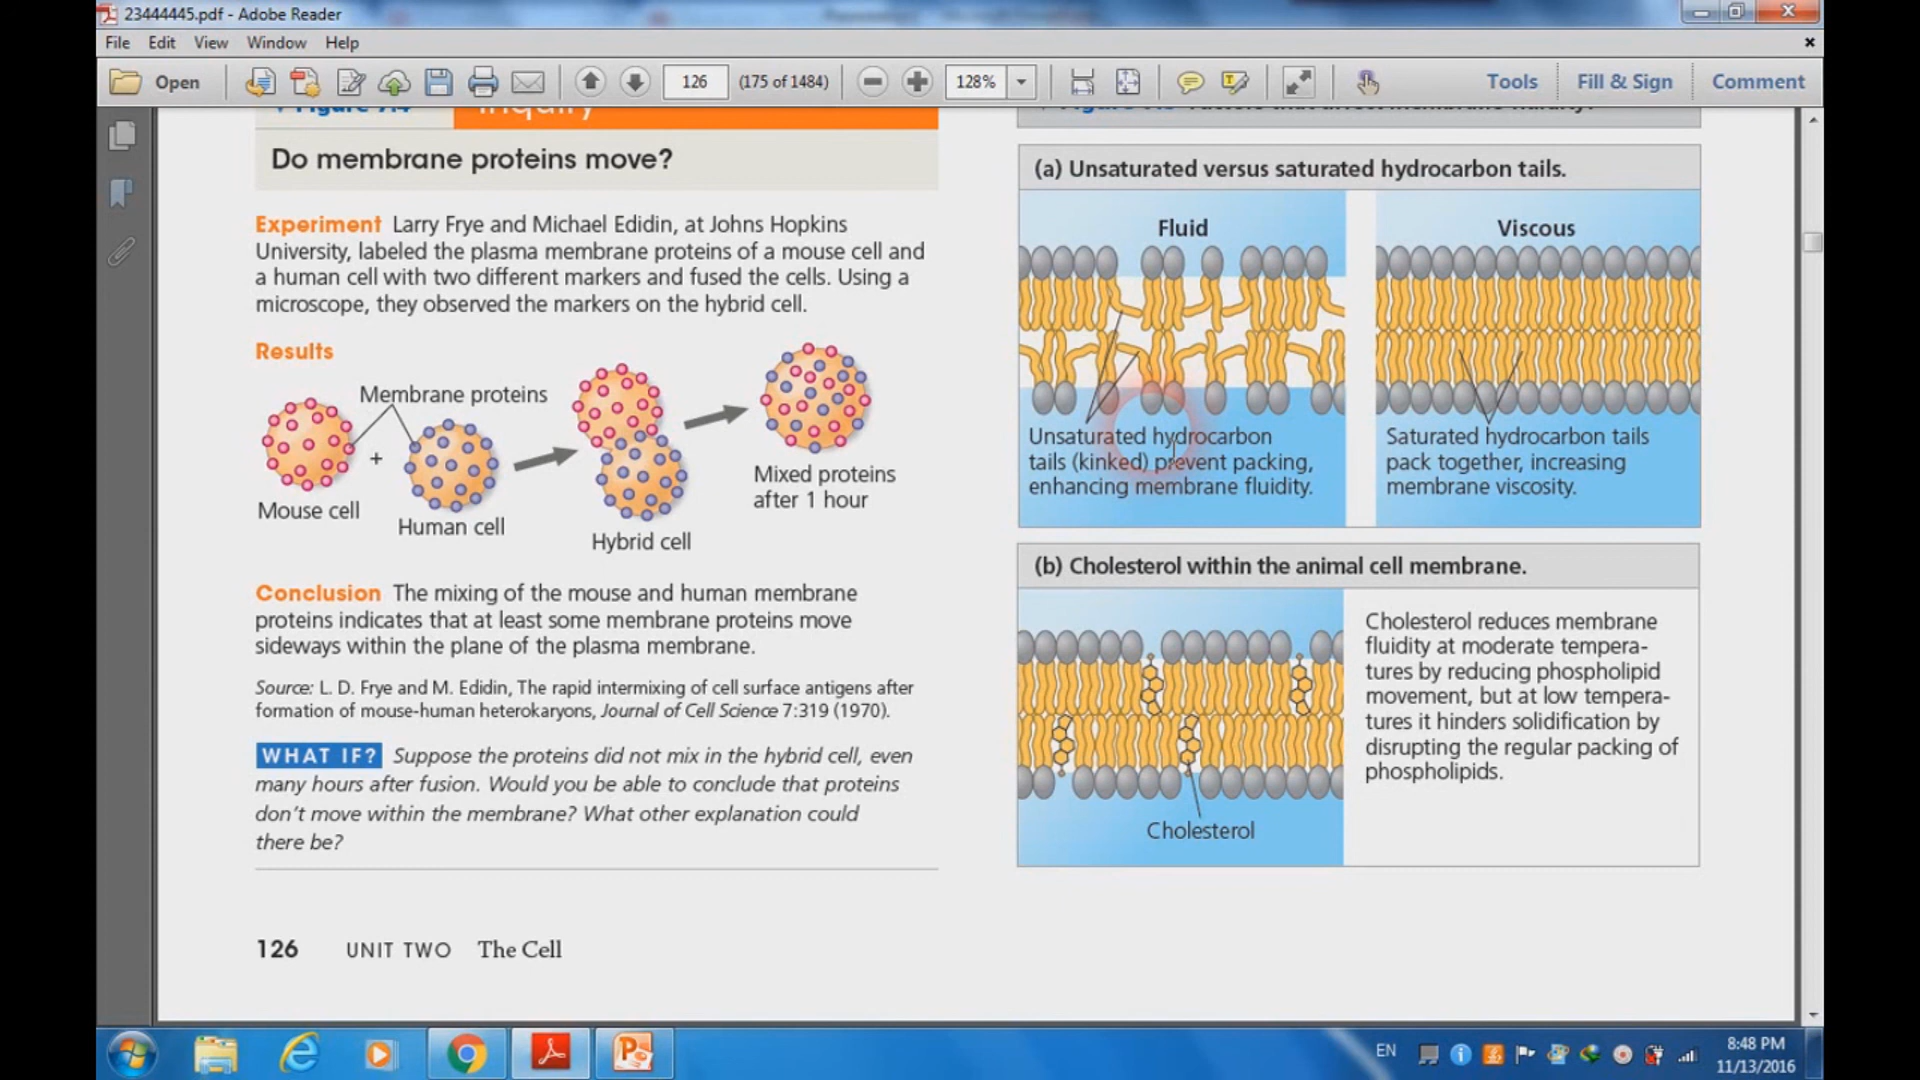 23444445.pdf - Adobe Reader
File Edit View Window Help
Open 126 (175 of 1484) 128% Tools Fill & Sign Comment
Figure 7.4 Inquiry
Do membrane proteins move?
Experiment Larry Frye and Michael Edidin, at Johns Hopkins
University, labeled the plasma membrane proteins of a mouse cell and
a human cell with two different markers and fused the cells. Using a
microscope, they observed the markers on the hybrid cell.
Results
Membrane proteins
+
Mouse cell
Human cell
Hybrid cell
Mixed proteins
after 1 hour
Conclusion The mixing of the mouse and human membrane
proteins indicates that at least some membrane proteins move
sideways within the plane of the plasma membrane.
Source: L. D. Frye and M. Edidin, The rapid intermixing of cell surface antigens after
formation of mouse-human heterokaryons, Journal of Cell Science 7:319 (1970).
WHAT IF? Suppose the proteins did not mix in the hybrid cell, even
many hours after fusion. Would you be able to conclude that proteins
don't move within the membrane? What other explanation could
there be?
126 UNIT TWO The Cell
(a) Unsaturated versus saturated hydrocarbon tails.
Fluid
Unsaturated hydrocarbon
tails (kinked) prevent packing,
enhancing membrane fluidity.
Viscous
Saturated hydrocarbon tails
pack together, increasing
membrane viscosity.
(b) Cholesterol within the animal cell membrane.
Cholesterol
Cholesterol reduces membrane
fluidity at moderate tempera-
tures by reducing phospholipid
movement, but at low tempera-
tures it hinders solidification by
disrupting the regular packing of
phospholipids.
EN
8:48 PM
11/13/2016